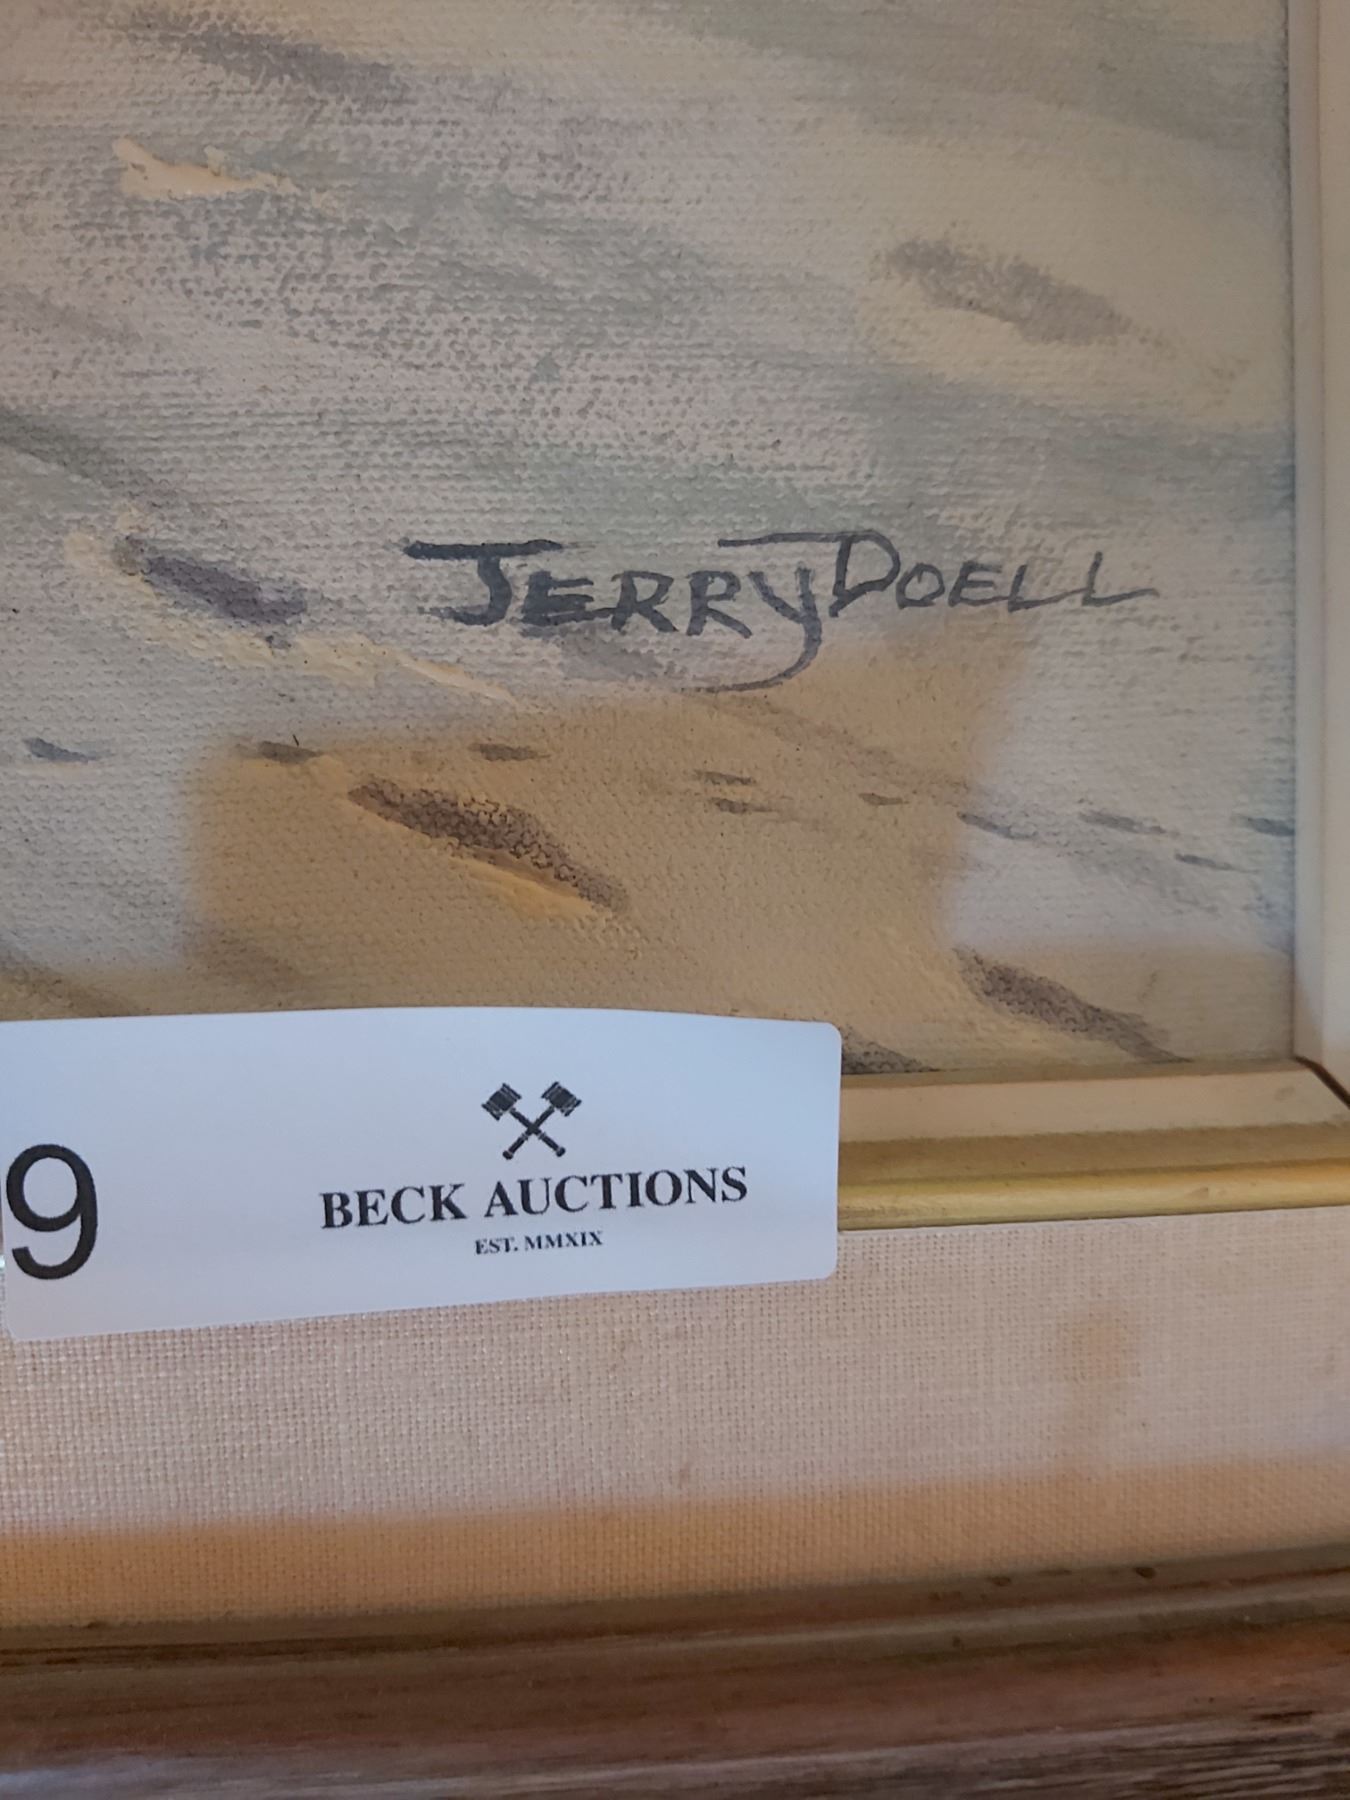 JERRY DOELL
9
BECK AUCTIONS
EST. MMXIX